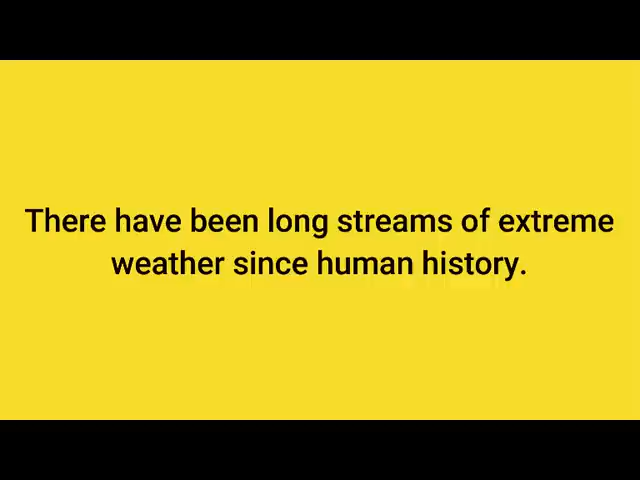 There have been long streams of extreme
weather since human history.